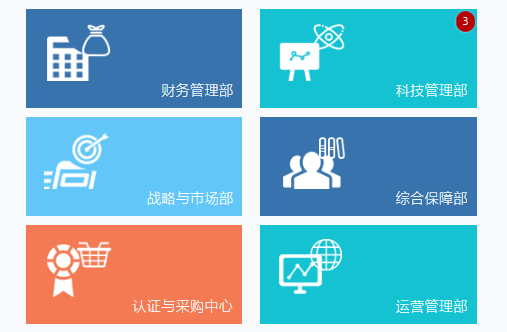 财务管理部
3
科技管理部
战略与市场部
综合保障部
认证与采购中心
运营管理部